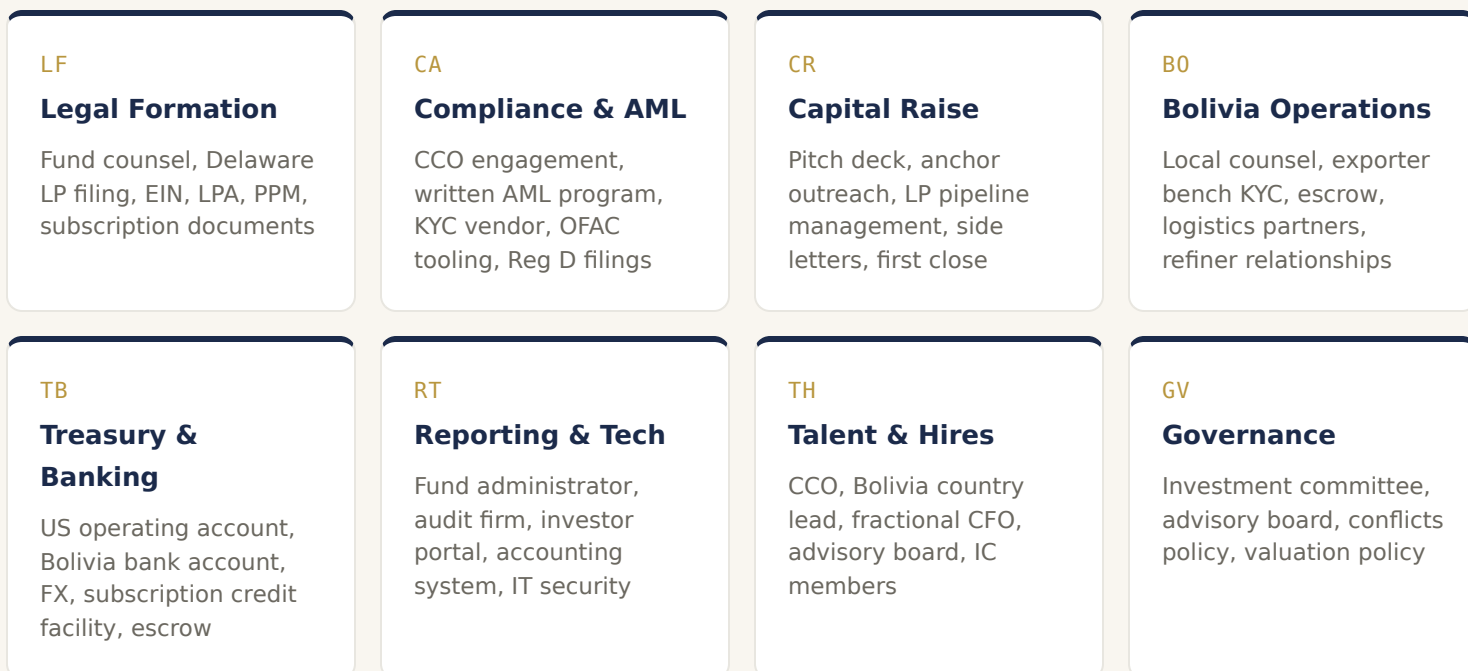 LF
Legal Formation
Fund counsel, Delaware
LP filing, EIN, LPA, PPM,
subscription documents
CA
Compliance & AML
CCO engagement,
written AML program,
KYC vendor, OFAC
tooling, Reg D filings
CR
Capital Raise
Pitch deck, anchor
outreach, LP pipeline
management, side
letters, first close
BO
Bolivia Operations
Local counsel, exporter
bench KYC, escrow,
logistics partners,
refiner relationships
TB
Treasury &
Banking
US operating account,
Bolivia bank account,
FX, subscription credit
facility, escrow
RT
Reporting & Tech
Fund administrator,
audit firm, investor
portal, accounting
system, IT security
TH
Talent & Hires
CCO, Bolivia country
lead, fractional CFO,
advisory board, IC
members
GV
Governance
Investment committee,
advisory board, conflicts
policy, valuation policy